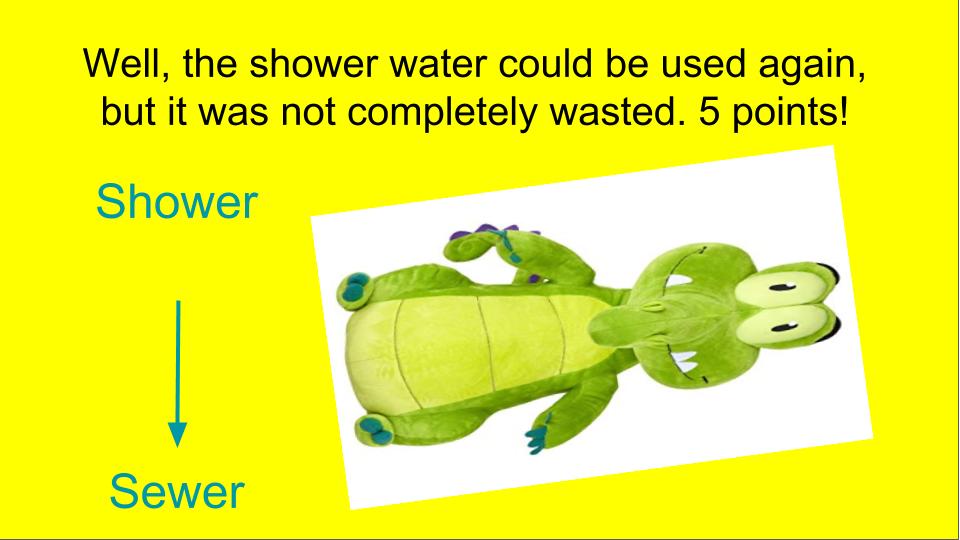 Well, the shower water could be used again,
but it was not completely wasted. 5 points!
Shower
Sewer